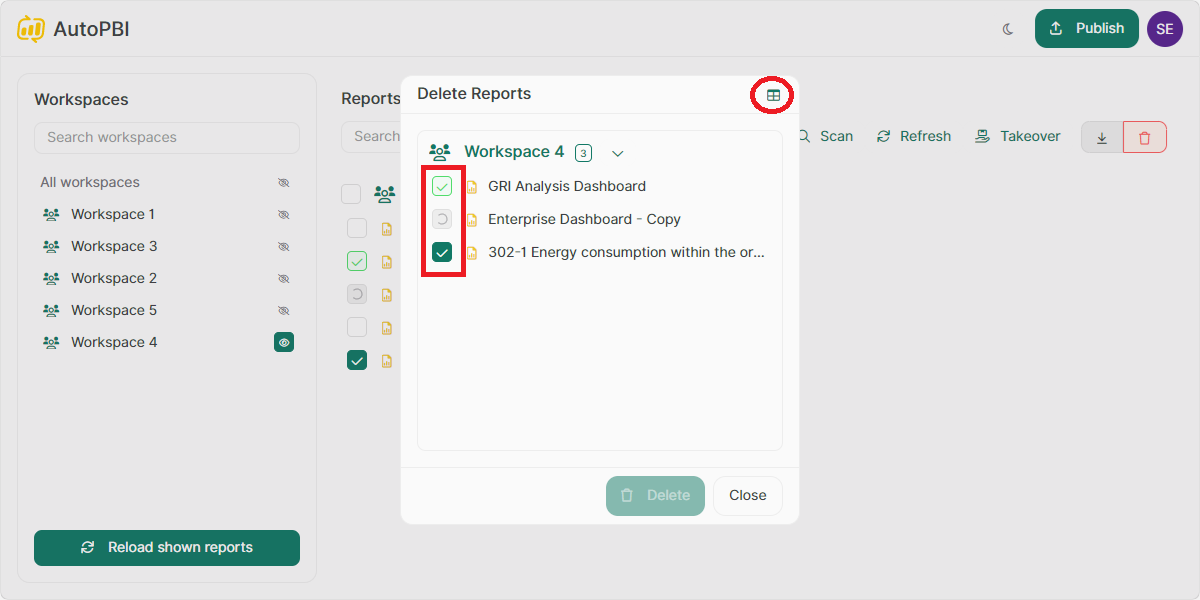 AutoPBI
Publish
SE
Workspaces
Search workspaces
All workspaces
Workspace 1
Workspace 3
Workspace 2
Workspace 5
Workspace 4
Reload shown reports
Reports
Search
Scan
Refresh
Takeover
Delete Reports
Workspace 4 3
GRI Analysis Dashboard
Enterprise Dashboard - Copy
302-1 Energy consumption within the or...
Delete
Close